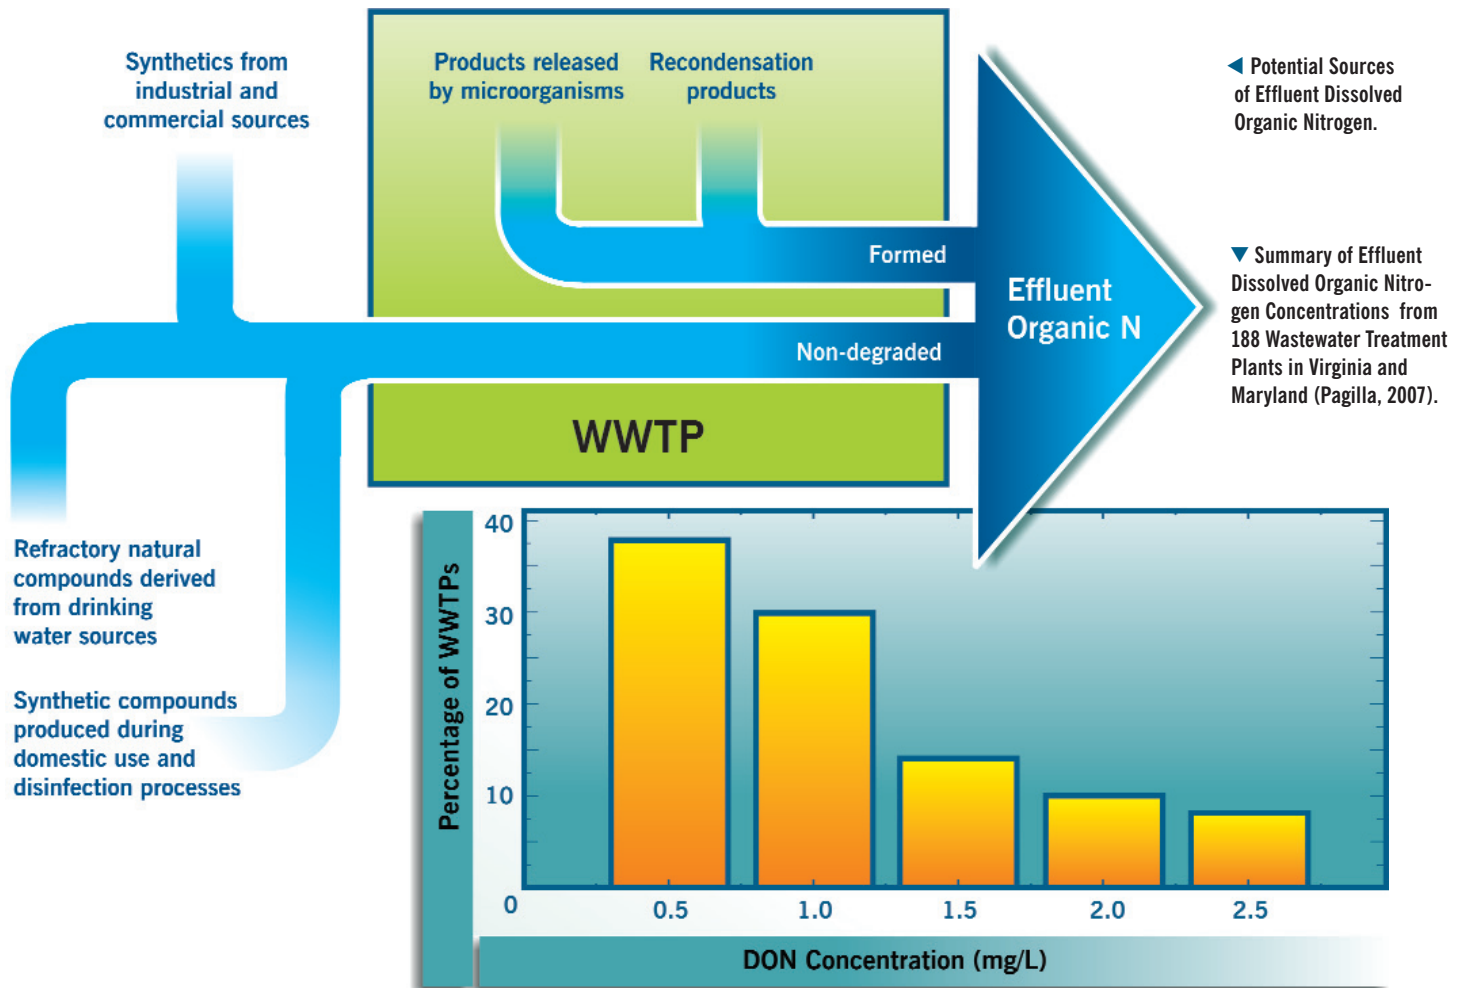 Synthetics from
industrial and
commercial sources
Products released
by microorganisms
Recondensation
products
◀ Potential Sources
of Effluent Dissolved
Organic Nitrogen.
Formed
Effluent
Organic N
Non-degraded
WWTP
▼ Summary of Effluent
Dissolved Organic Nitro-
gen Concentrations from
188 Wastewater Treatment
Plants in Virginia and
Maryland (Pagilla, 2007).
Refractory natural
compounds derived
from drinking
water sources
Synthetic compounds
produced during
domestic use and
disinfection processes
Percentage of WWTPs
40
30
20
10
0
0.5 1.0 1.5 2.0 2.5
DON Concentration (mg/L)